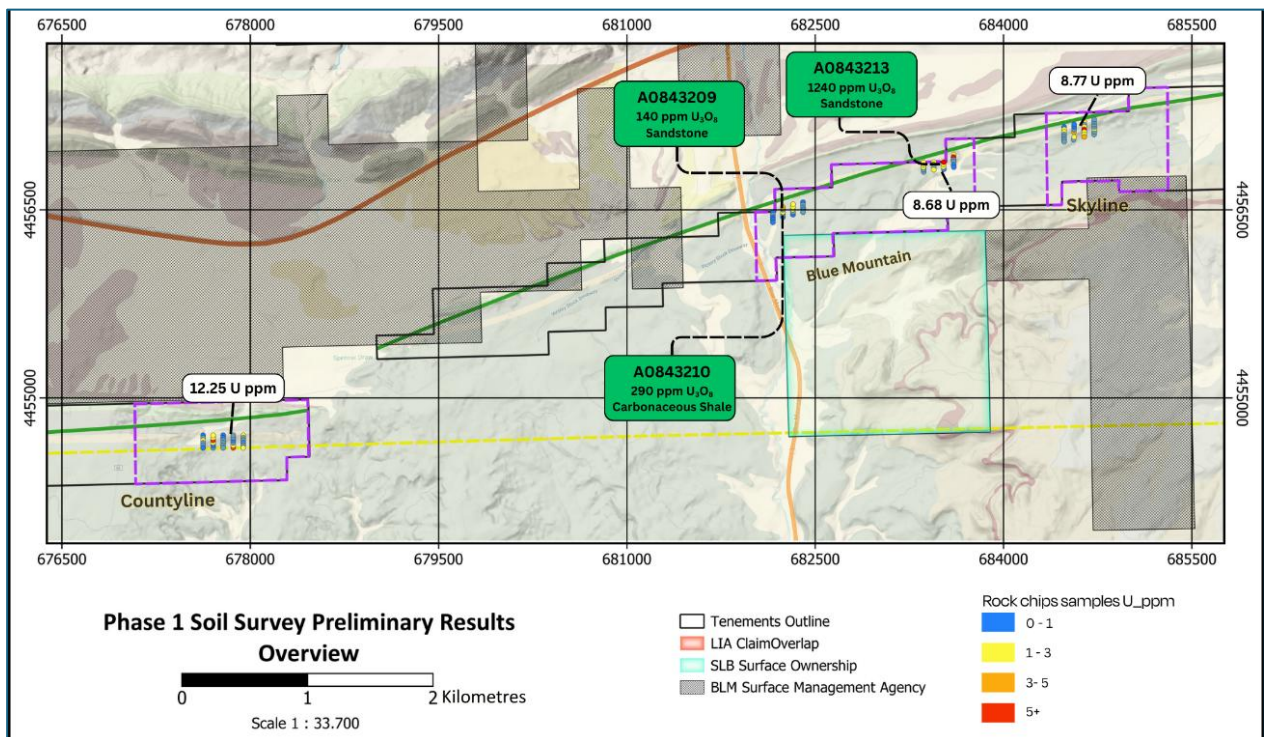 676500
678000
679500
681000
682500
684000
685500
A0843213
1240 ppm U₃O₈
Sandstone
8.77 U ppm
A0843209
140 ppm U₃O₈
Sandstone
4456500
4456500
8.68 U ppm
Skyline
Blue Mountain
A0843210
290 ppm U₃O₈
Carbonaceous Shale
12.25 U ppm
4455000
4455000
Countyline
676500
678000
679500
681000
682500
684000
685500
Phase 1 Soil Survey Preliminary Results
Overview
0
1
2 Kilometres
Scale 1 : 33.700
Tenements Outline
LIA ClaimOverlap
SLB Surface Ownership
BLM Surface Management Agency
Rock chips samples U_ppm
0 - 1
1 - 3
3- 5
5+